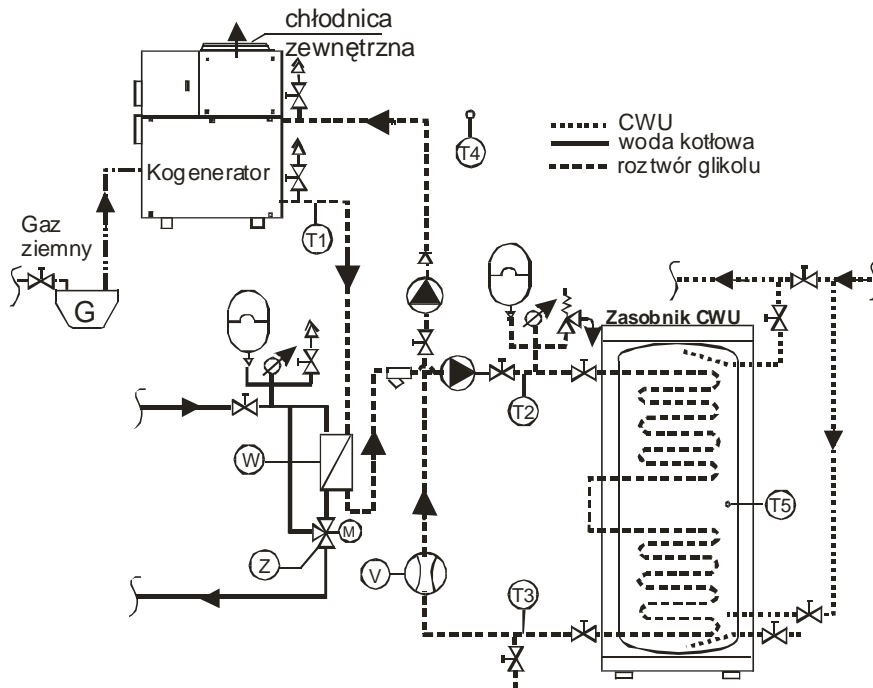 chłodnica
zewnętrzna
T4
CWU
woda kotłowa
roztwór glikolu
Kogenerator
T1
Gaz
ziemny
G
Zasobnik CWU
T2
W
T5
M
Z
V
T3